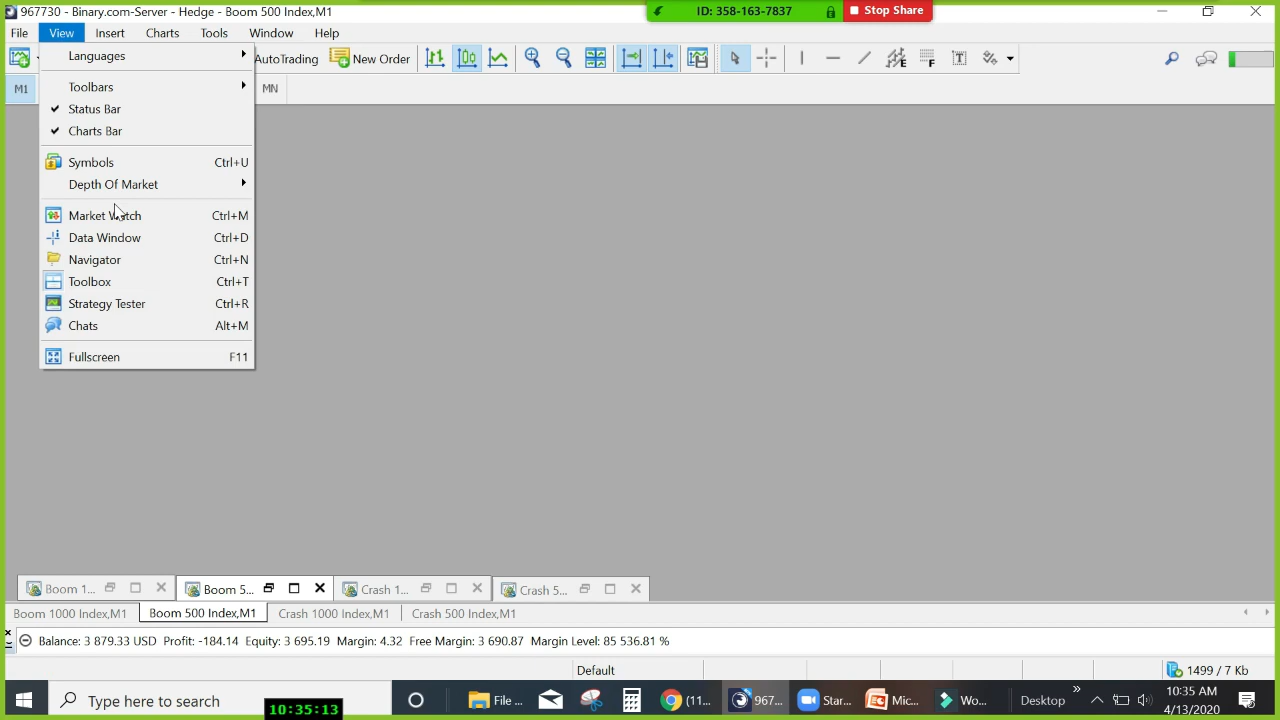 967730 - Binary.com-Server - Hedge - Boom 500 Index,M1
ID: 358-163-7837
Stop Share
File View Insert Charts Tools Window Help
AutoTrading New Order
M1 MN
Languages
Toolbars
Status Bar
Charts Bar
Symbols Ctrl+U
Depth Of Market
Market Watch Ctrl+M
Data Window Ctrl+D
Navigator Ctrl+N
Toolbox Ctrl+T
Strategy Tester Ctrl+R
Chats Alt+M
Fullscreen F11
Boom 1... Boom 5... Crash 1... Crash 5...
Boom 1000 Index,M1 Boom 500 Index,M1 Crash 1000 Index,M1 Crash 500 Index,M1
Balance: 3 879.33 USD Profit: -184.14 Equity: 3 695.19 Margin: 4.32 Free Margin: 3 690.87 Margin Level: 85 536.81 %
Default 1499 / 7 Kb
Type here to search
10:35:13
File ... (11... 967... Star... Mic... Wo... Desktop
10:35 AM
4/13/2020